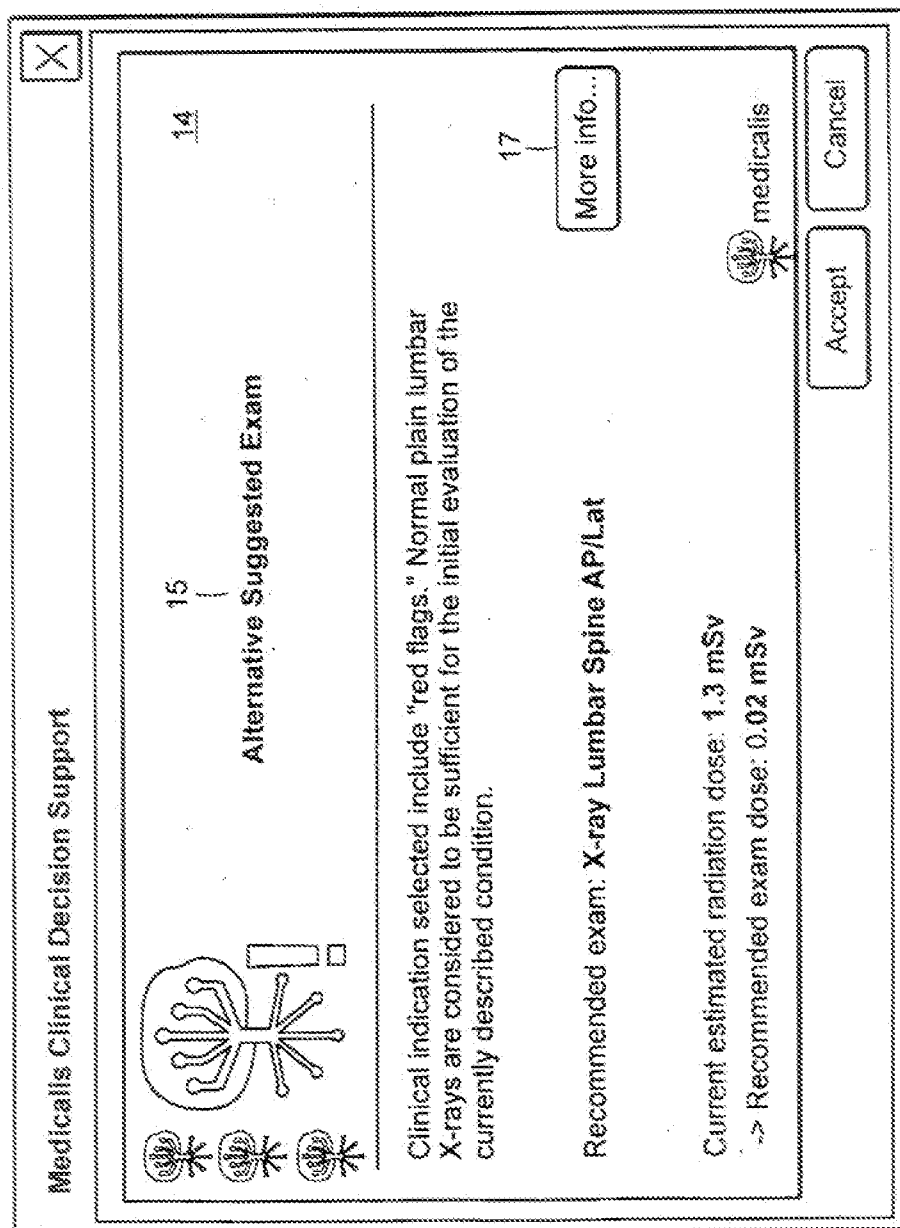 Medicalis Clinical Decision Support
14
15
Alternative Suggested Exam
Clinical indication selected include "red flags." Normal plain lumbar
X-rays are considered to be sufficient for the initial evaluation of the
currently described condition.
17
More info...
Recommended exam: X-ray Lumbar Spine AP/Lat
Current estimated radiation dose: 1.3 mSv
-> Recommended exam dose: 0.02 mSv
medicalis
Accept
Cancel